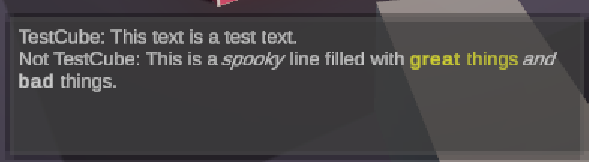 TestCube: This text is a test text.
Not TestCube: This is a spooky line filled with great things and
bad things.